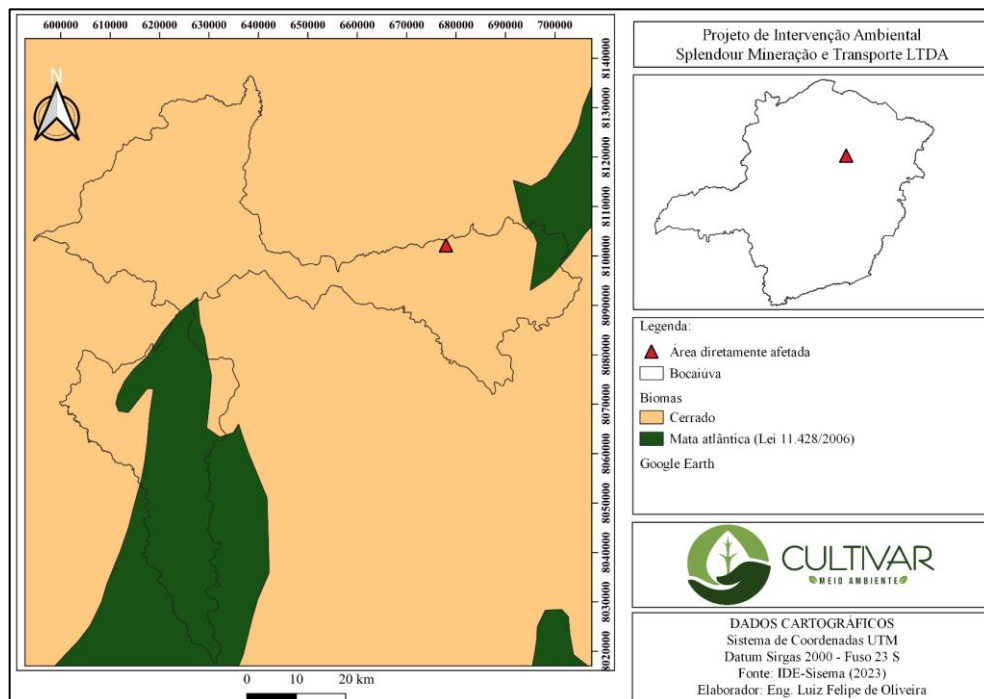 600000 610000 620000 630000 640000 650000 660000 670000 680000 690000 700000
N
8140000
8130000
8120000
8110000
8100000
8090000
8080000
8070000
8060000
8050000
8040000
8030000
8020000
0 10 20 km
Projeto de Intervenção Ambiental
Splendour Mineração e Transporte LTDA
Legenda:
Área diretamente afetada
Bocaiúva
Biomas
Cerrado
Mata atlântica (Lei 11.428/2006)
Google Earth
CULTIVAR
MEIO AMBIENTE
DADOS CARTOGRÁFICOS
Sistema de Coordenadas UTM
Datum Sirgas 2000 - Fuso 23 S
Fonte: IDE-Sisema (2023)
Elaborador: Eng. Luiz Felipe de Oliveira